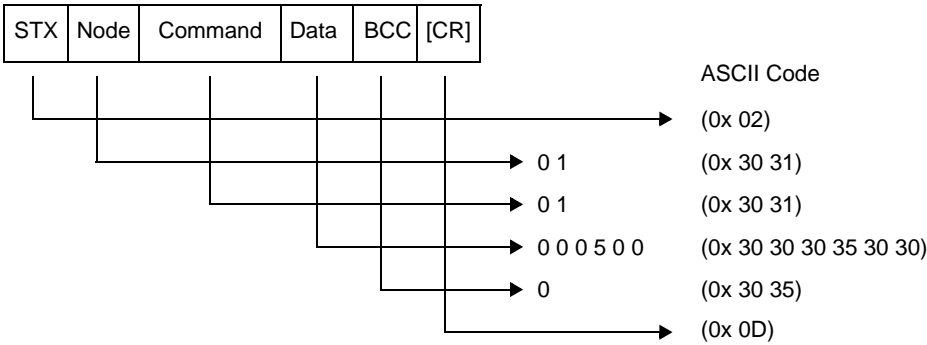 STX Node Command Data BCC [CR]
ASCII Code
(0x 02)
0 1 (0x 30 31)
0 1 (0x 30 31)
0 0 0 5 0 0 (0x 30 30 30 35 30 30)
0 (0x 30 35)
(0x 0D)